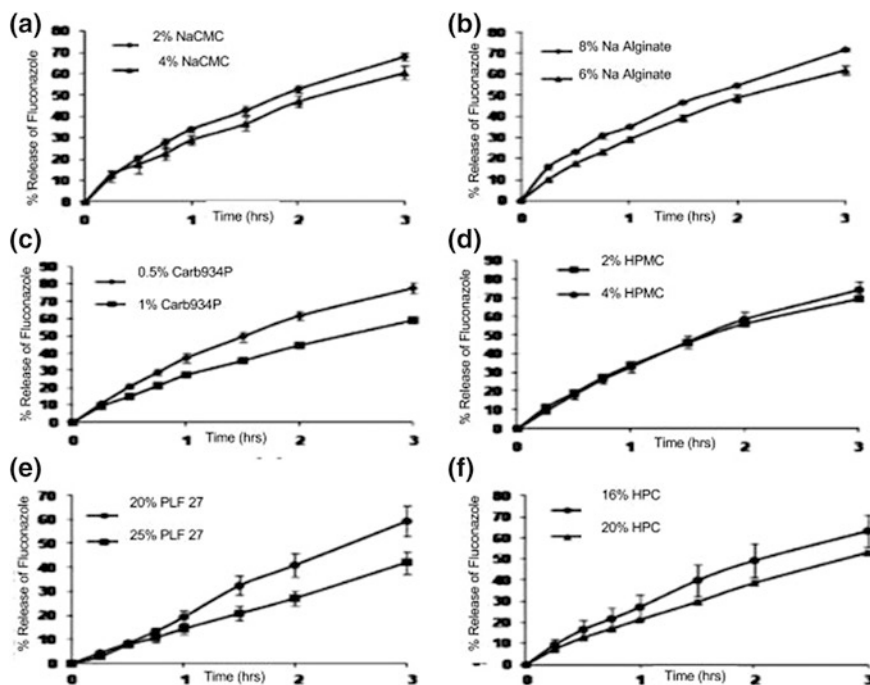 (a)
2% NaCMC
4% NaCMC
% Release of Fluconazole
80
70
60
50
40
30
20
10
0
0 1 2 3
Time (hrs)
(b)
8% Na Alginate
6% Na Alginate
% Release of Fluconazole
80
70
60
50
40
30
20
10
0
0 1 2 3
Time (hrs)
(c)
0.5% Carb934P
1% Carb934P
% Release of Fluconazole
90
80
70
60
50
40
30
20
10
0
0 1 2 3
Time (hrs)
(d)
2% HPMC
4% HPMC
% Release of Fluconazole
90
80
70
60
50
40
30
20
10
0
0 1 2 3
Time (hrs)
(e)
20% PLF 27
25% PLF 27
% Release of Fluconazole
70
60
50
40
30
20
10
0
0 1 2 3
Time (hrs)
(f)
16% HPC
20% HPC
% Release of Fluconazole
80
70
60
50
40
30
20
10
0
0 1 2 3
Time (hrs)